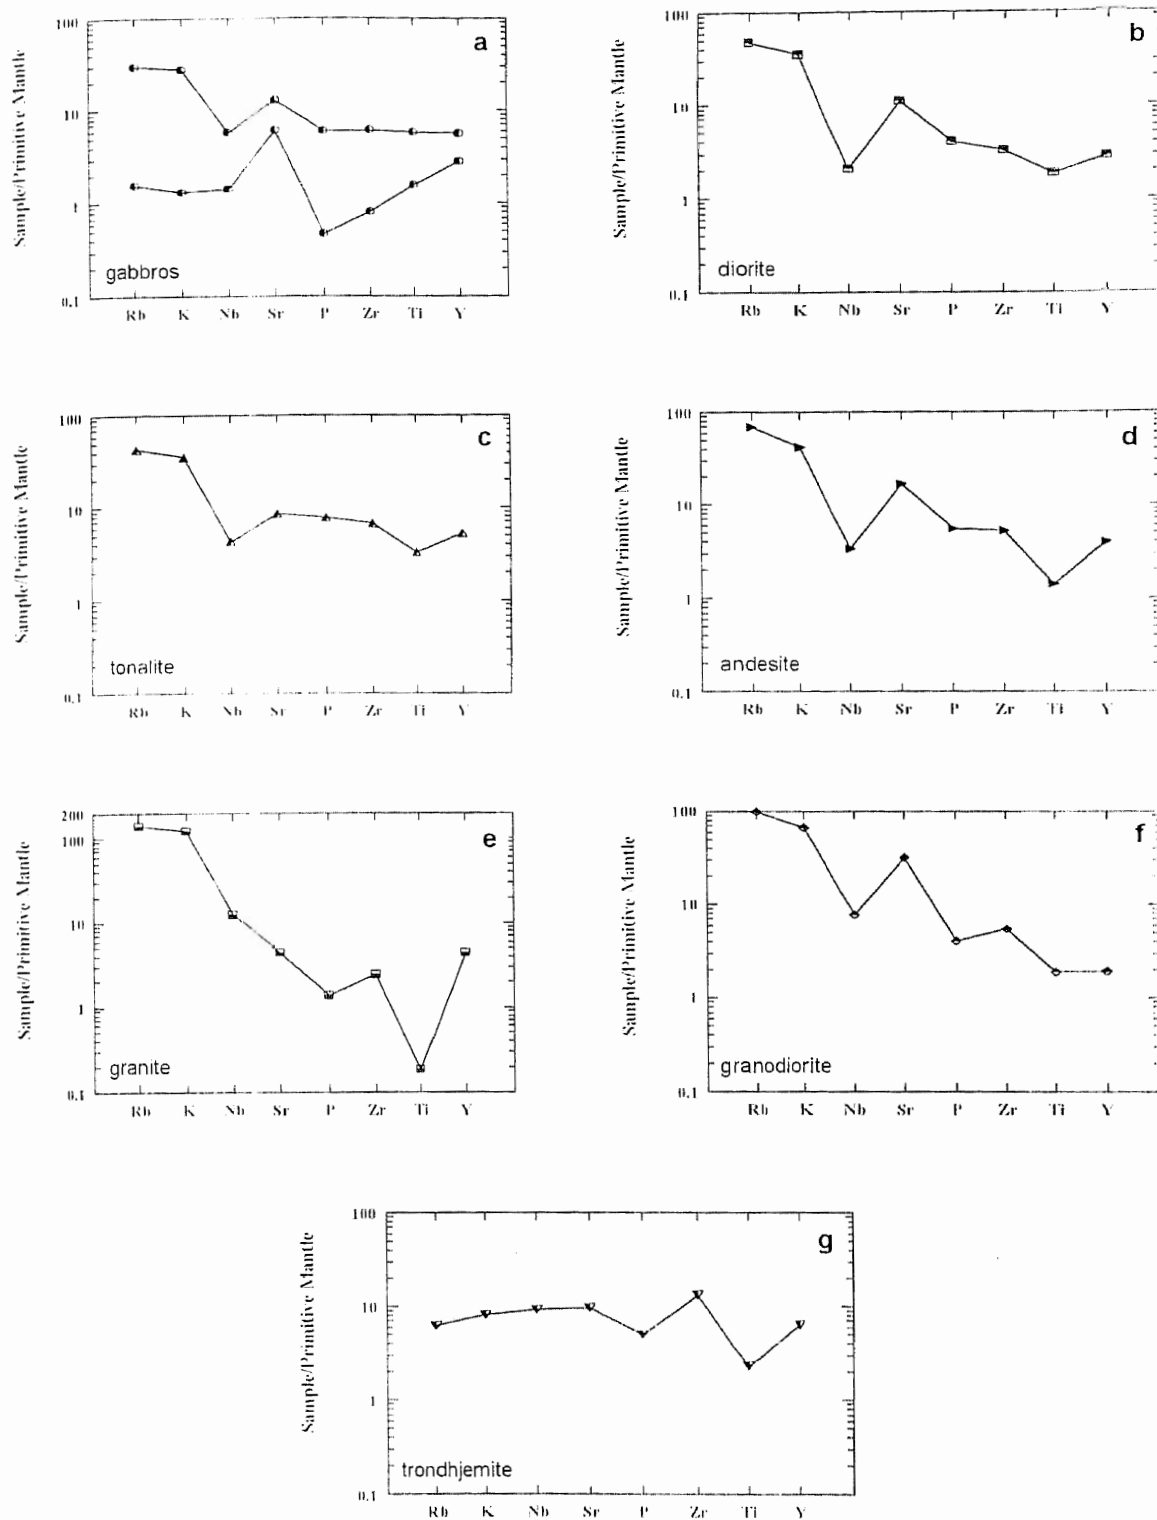 a
100
10
1
0.1
Sample/Primitive Mantle
gabbros
Rb K Nb Sr P Zr Ti Y
b
100
10
1
0.1
Sample/Primitive Mantle
diorite
Rb K Nb Sr P Zr Ti Y
c
100
10
1
0.1
Sample/Primitive Mantle
tonalite
Rb K Nb Sr P Zr Ti Y
d
100
10
1
0.1
Sample/Primitive Mantle
andesite
Rb K Nb Sr P Zr Ti Y
e
200
100
10
1
0.1
Sample/Primitive Mantle
granite
Rb K Nb Sr P Zr Ti Y
f
100
10
1
0.1
Sample/Primitive Mantle
granodiorite
Rb K Nb Sr P Zr Ti Y
g
100
10
1
0.1
Sample/Primitive Mantle
trondhjemite
Rb K Nb Sr P Zr Ti Y